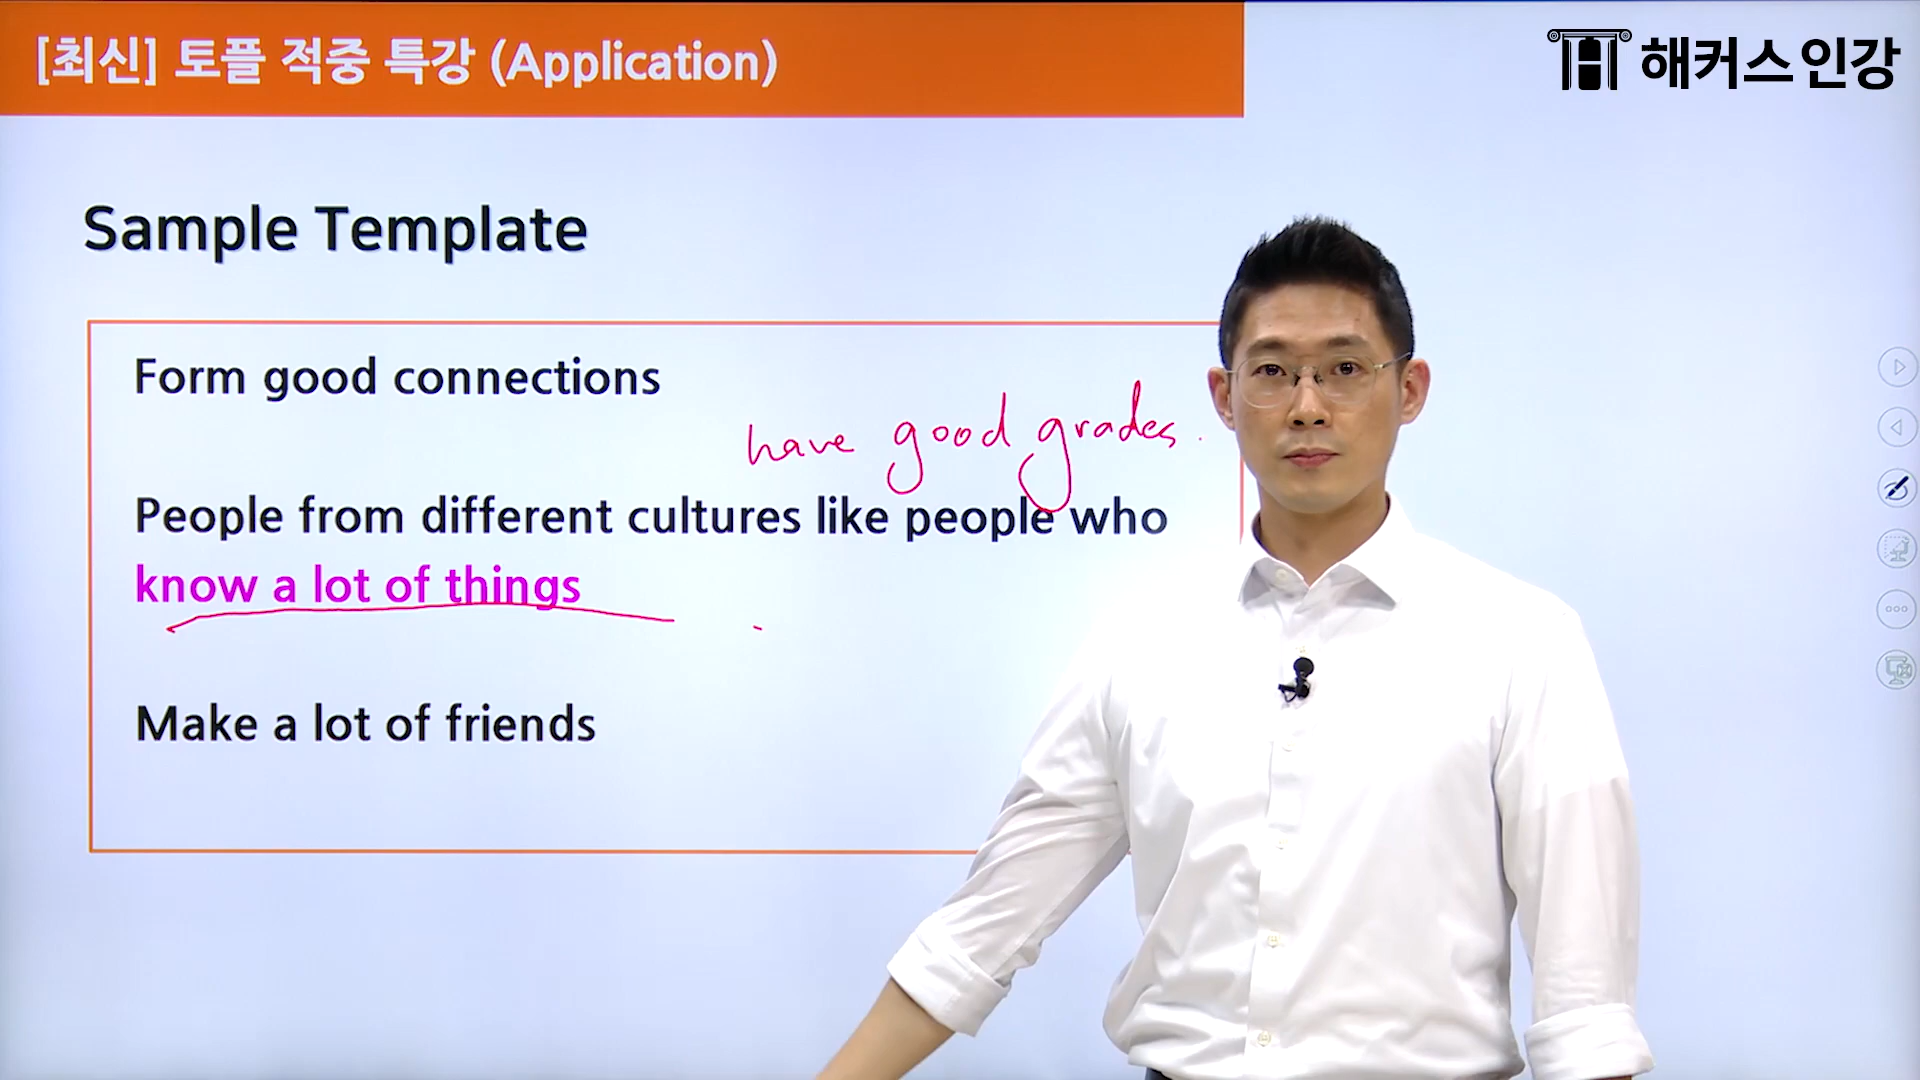 [최신] 토플 적중 특강 (Application)
해커스인강
Sample Template
Form good connections
have good grades.
People from different cultures like people who
know a lot of things
Make a lot of friends